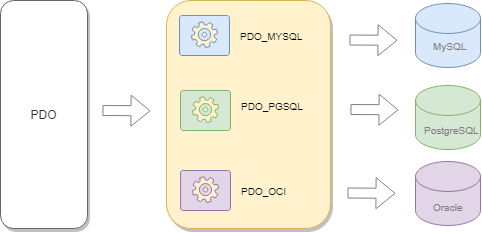 PDO
PDO_MYSQL
MySQL
PDO_PGSQL
PostgreSQL
PDO_OCI
Oracle